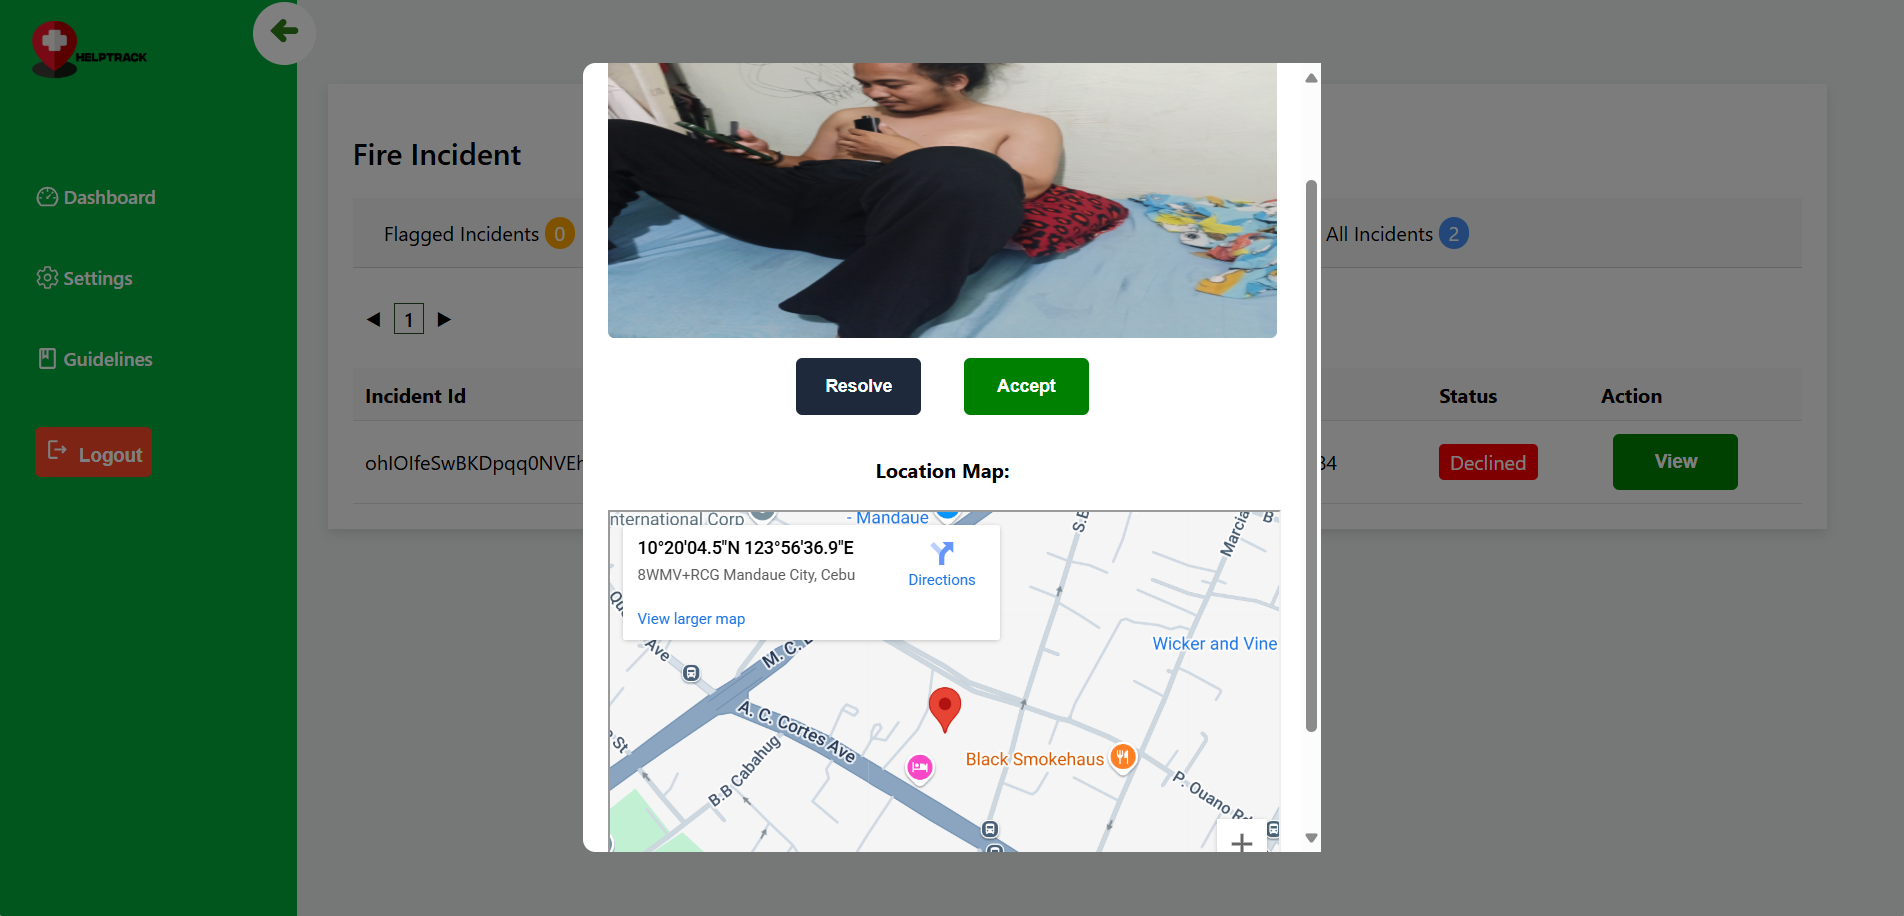 HELPTRACK
Dashboard
Settings
Guidelines
Logout
Fire Incident
Flagged Incidents 0
All Incidents 2
1
Incident Id
Status
Action
Declined
View
Resolve
Accept
Location Map:
nternational Corp
- Mandaue
10°20'04.5"N 123°56'36.9"E
8WMV+RCG Mandaue City, Cebu
Directions
View larger map
Ave
M. C.
S.B
Marcia
B
Wicker and Vine
A. C. Cortes Ave
Black Smokehaus
B.B Cabahug
e St
P. Ouano Rd